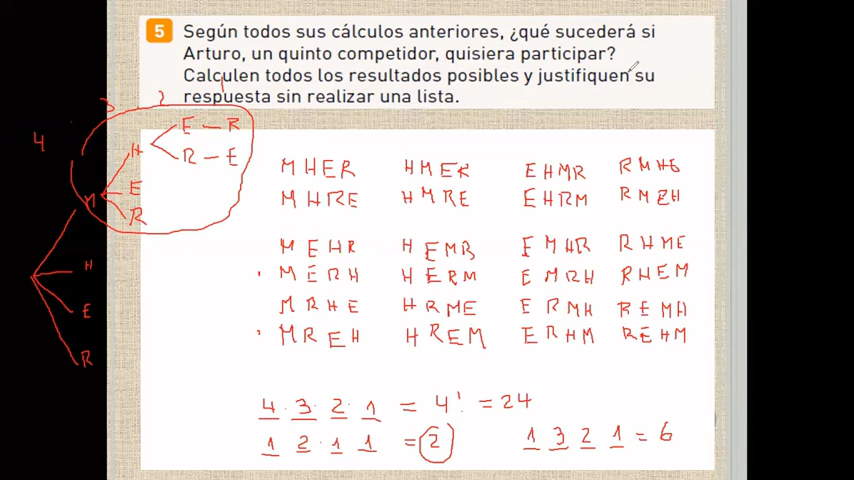 5 Según todos sus cálculos anteriores, ¿qué sucederá si
Arturo, un quinto competidor, quisiera participar?
Calculen todos los resultados posibles y justifiquen su
respuesta sin realizar una lista.
4 3 2 1
M H E R
H E R
E — R
R — E
MHER HMER EHMR RMHE
MHRE HMRE EHRM RMEH
MEHR HEMR EMHR RHME
MERH HERM EMRH RHEM
MRHE HRME ERMH REMH
MREH HREM ERHM REHM
4 · 3 · 2 · 1 = 4! = 24
1 2 · 1 1 = 2 1 3 2 1 = 6